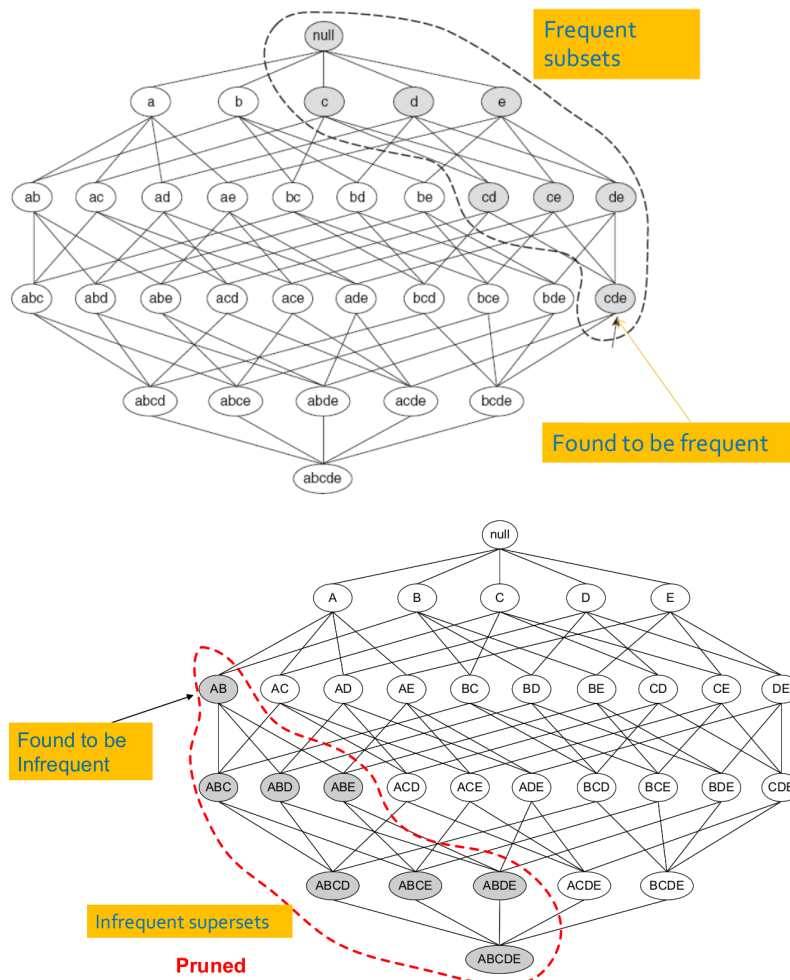 null
Frequent
subsets
a b c d e
ab ac ad ae bc bd be cd ce de
abc abd abe acd ace ade bcd bce bde cde
abcd abce abde acde bcde
Found to be frequent
abcde
null
A B C D E
AB AC AD AE BC BD BE CD CE DE
Found to be
Infrequent
ABC ABD ABE ACD ACE ADE BCD BCE BDE CDE
ABCD ABCE ABDE ACDE BCDE
Infrequent supersets
Pruned
ABCDE